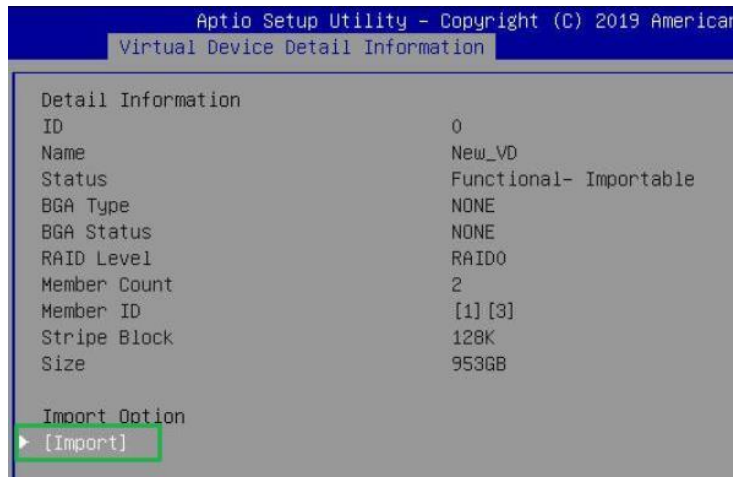 Aptio Setup Utility - Copyright (C) 2019 American
Virtual Device Detail Information
Detail Information
ID 0
Name New_VD
Status Functional- Importable
BGA Type NONE
BGA Status NONE
RAID Level RAID0
Member Count 2
Member ID [1][3]
Stripe Block 128K
Size 953GB
Import Option
[Import]